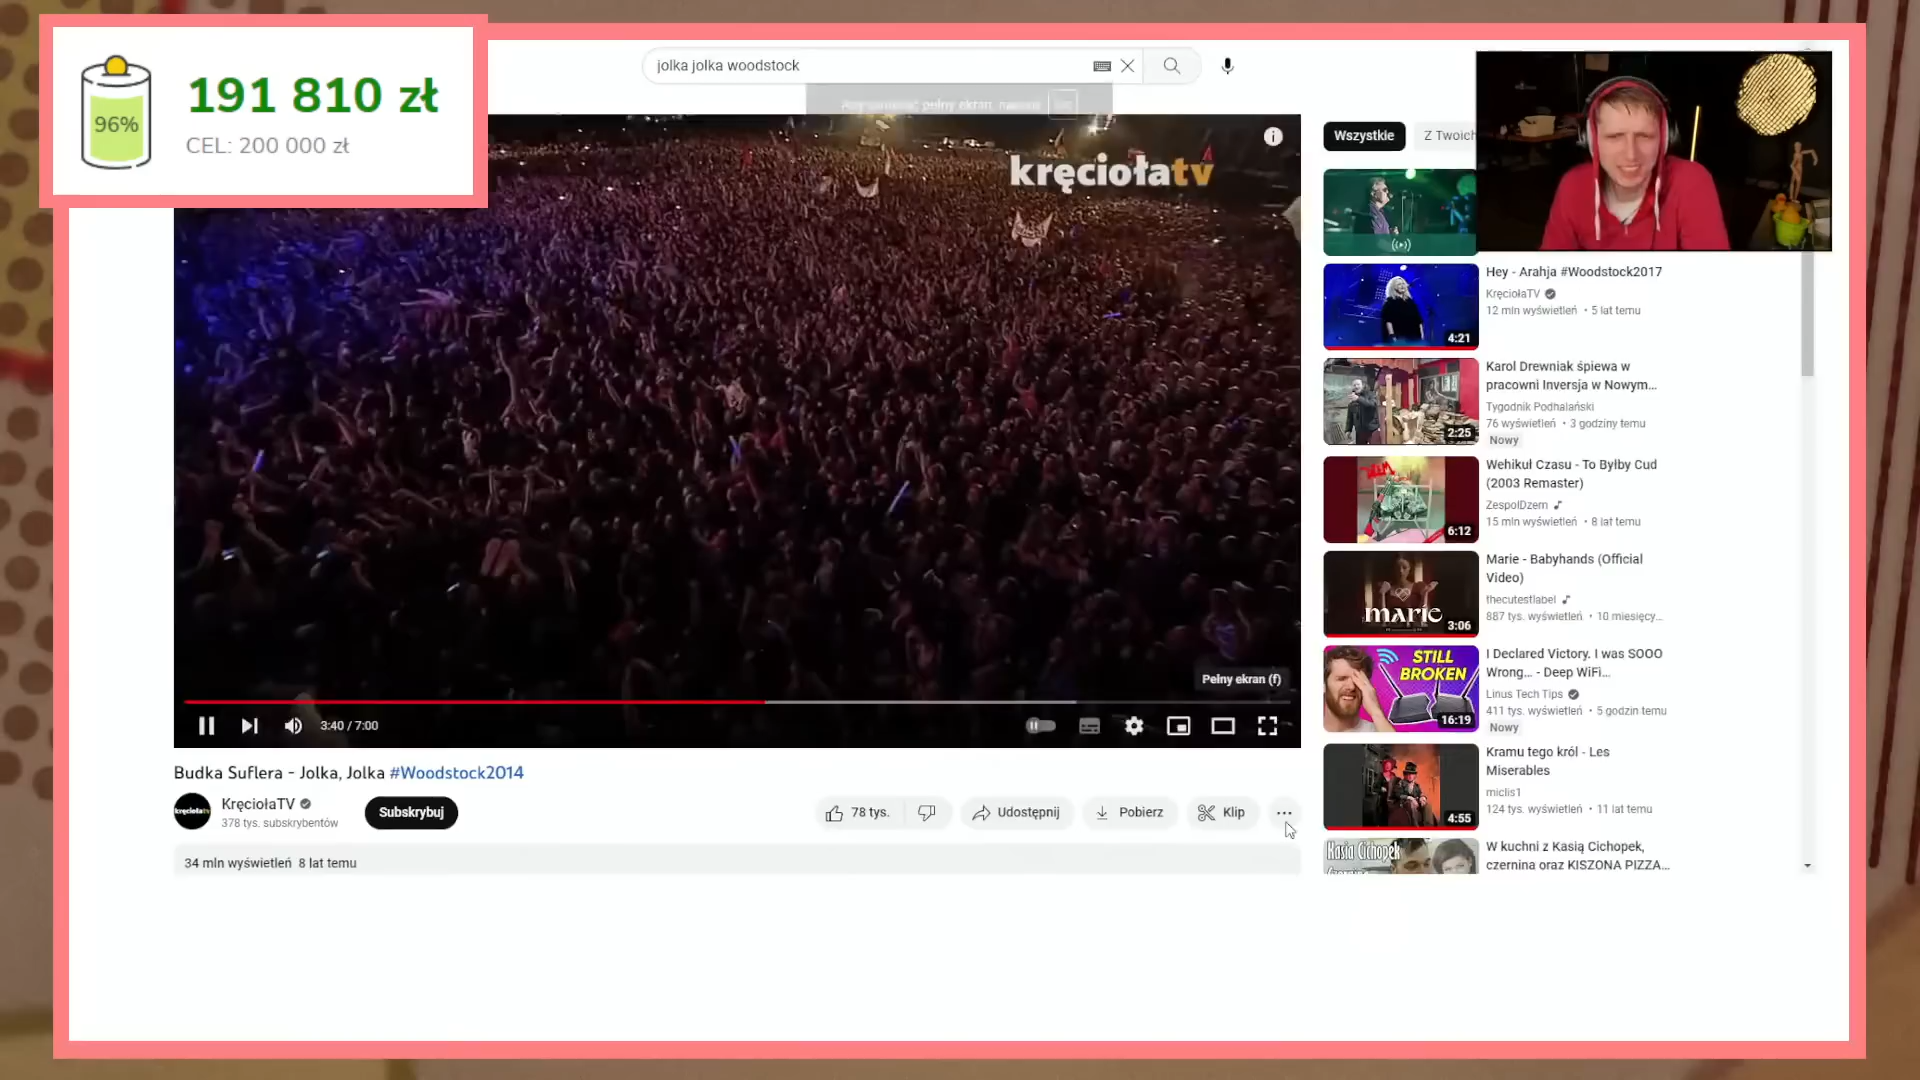 191 810 zł
96%
CEL: 200 000 zł
jolka jolka woodstock
pełny ekran,
kręciołatv
Pełny ekran (f)
3:40 / 7:00
Budka Suflera - Jolka, Jolka #Woodstock2014
kręciołatv
KręciołaTV
378 tys. subskrybentów
Subskrybuj
78 tys.
Udostępnij
Pobierz
Klip
34 mln wyświetleń 8 lat temu
Wszystkie
Z Twoich
4:21
Hey - Arahja #Woodstock2017
KręciołaTV
12 mln wyświetleń • 5 lat temu
2:25
Karol Drewniak śpiewa w
pracowni Inversja w Nowym...
Tygodnik Podhalański
76 wyświetleń • 3 godziny temu
Nowy
6:12
Wehikuł Czasu - To Byłby Cud
(2003 Remaster)
ZespolDzem
15 mln wyświetleń • 8 lat temu
marie
3:06
Marie - Babyhands (Official
Video)
thecutestlabel
887 tys. wyświetleń • 10 miesięcy...
STILL
BROKEN
16:19
I Declared Victory. I was SOOO
Wrong... - Deep WiFi...
Linus Tech Tips
411 tys. wyświetleń • 5 godzin temu
Nowy
4:55
Kramu tego król - Les
Miserables
miclis1
124 tys. wyświetleń • 11 lat temu
Kasia Cichopek
W kuchni z Kasią Cichopek,
czernina oraz KISZONA PIZZA...